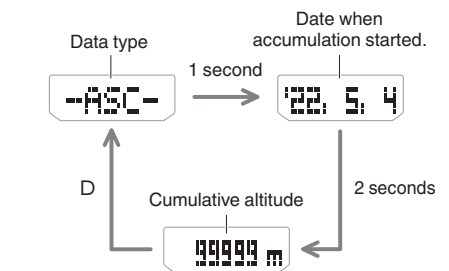 Date when
Data type
accumulation started.
1 second
-ASC-
'22. 5. 4
D
2 seconds
Cumulative altitude
99999 m